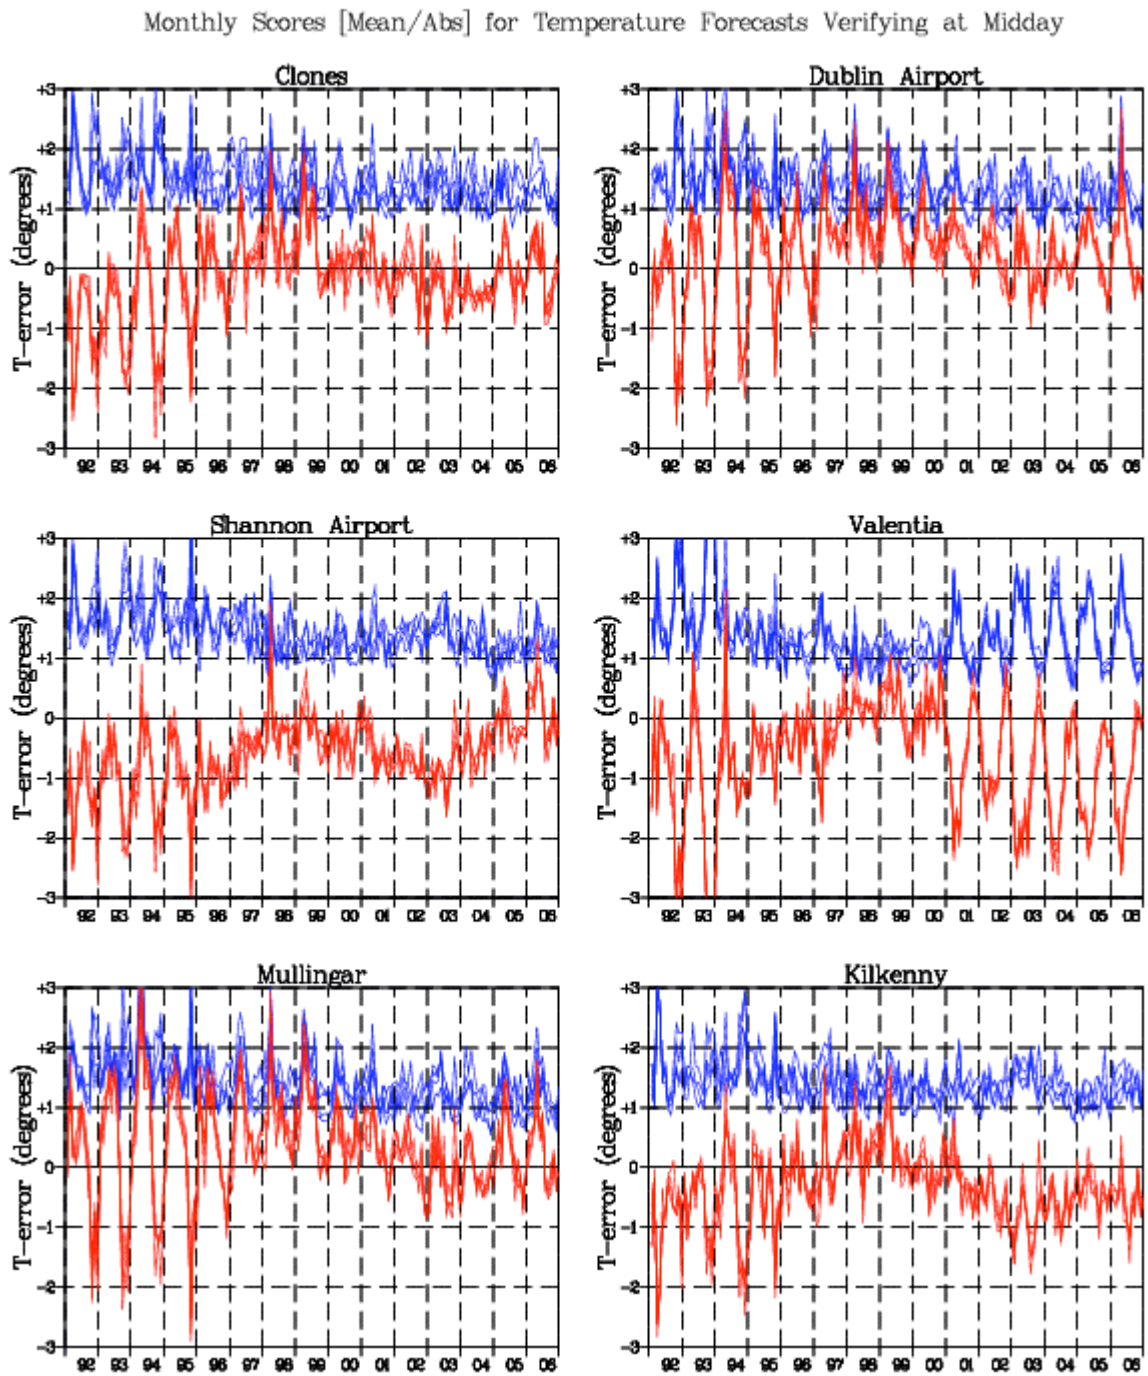 Monthly Scores [Mean/Abs] for Temperature Forecasts Verifying at Midday
Clones
T-error (degrees)
+3
+2
+1
0
-1
-2
-3
92 93 94 95 96 97 98 99 00 01 02 03 04 05 06
Dublin Airport
T-error (degrees)
+3
+2
+1
0
-1
-2
-3
92 93 94 95 96 97 98 99 00 01 02 03 04 05 06
Shannon Airport
T-error (degrees)
+3
+2
+1
0
-1
-2
-3
92 93 94 95 96 97 98 99 00 01 02 03 04 05 06
Valentia
T-error (degrees)
+3
+2
+1
0
-1
-2
-3
92 93 94 95 96 97 98 99 00 01 02 03 04 05 06
Mullingar
T-error (degrees)
+3
+2
+1
0
-1
-2
-3
92 93 94 95 96 97 98 99 00 01 02 03 04 05 06
Kilkenny
T-error (degrees)
+3
+2
+1
0
-1
-2
-3
92 93 94 95 96 97 98 99 00 01 02 03 04 05 06